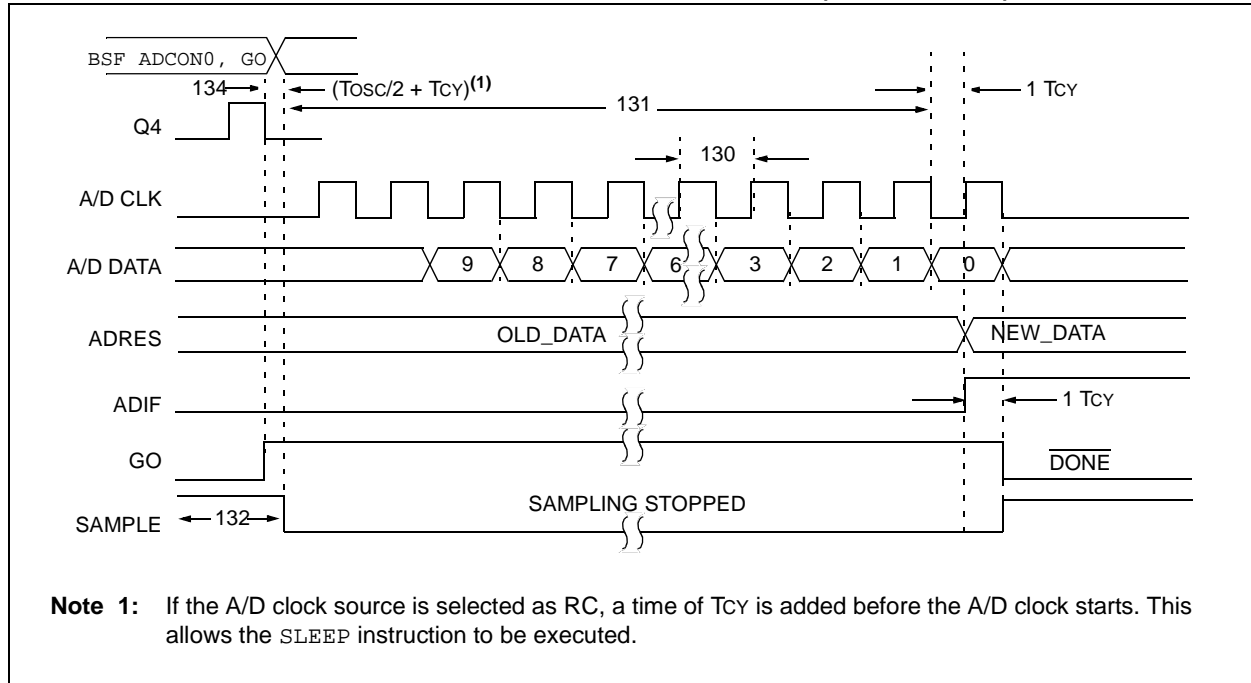 BSF ADCON0, GO
134 (TOSC/2 + TCY)(1) 131 1 TCY
Q4
130
A/D CLK
A/D DATA 9 8 7 6 3 2 1 0
ADRES OLD_DATA NEW_DATA
ADIF 1 TCY
GO DONE
SAMPLE 132 SAMPLING STOPPED
Note 1: If the A/D clock source is selected as RC, a time of TCY is added before the A/D clock starts. This
allows the SLEEP instruction to be executed.